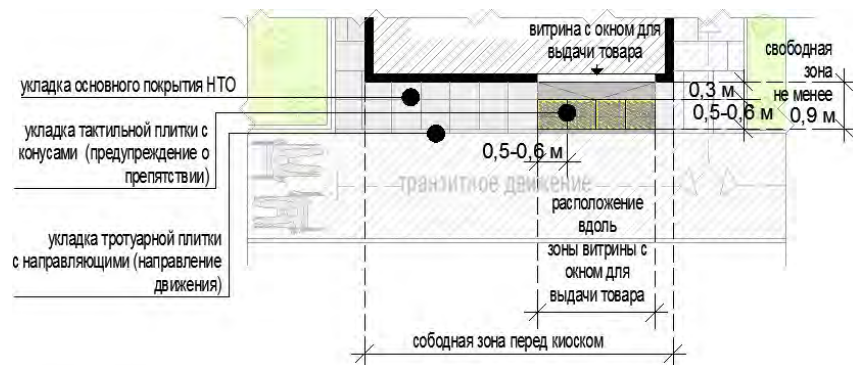 витрина с окном для
выдачи товара
свободная
зона
не менее
0,9 м
0,3 м
0,5-0,6 м
укладка основного покрытия НТО
укладка тактильной плитки с
конусами (предупреждение о
препятствии)
0,5-0,6 м
транзитное движение
укладка тротуарной плитки
с направляющими (направление
движения)
расположение
вдоль
зоны витрины с
окном для
выдачи товара
сободная зона перед киоском